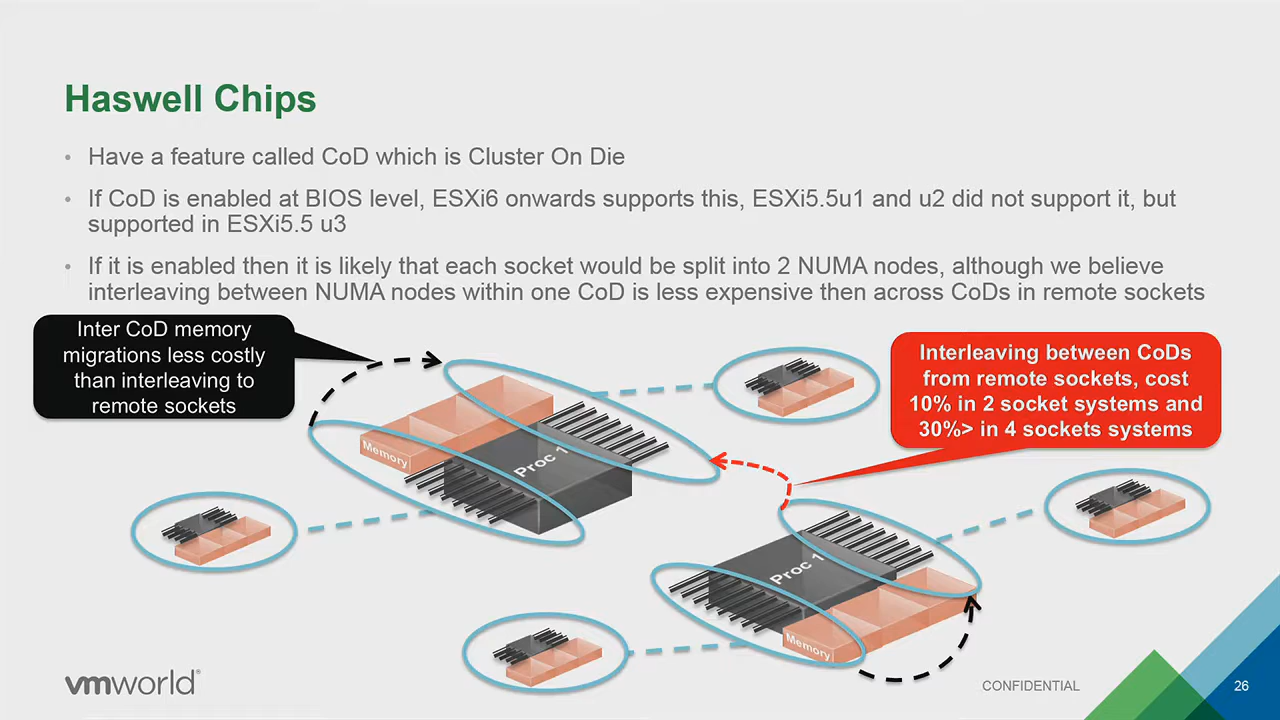 Haswell Chips
• Have a feature called CoD which is Cluster On Die
• If CoD is enabled at BIOS level, ESXi6 onwards supports this, ESXi5.5u1 and u2 did not support it, but
supported in ESXi5.5 u3
• If it is enabled then it is likely that each socket would be split into 2 NUMA nodes, although we believe
interleaving between NUMA nodes within one CoD is less expensive then across CoDs in remote sockets
Inter CoD memory
migrations less costly
than interleaving to
remote sockets
Interleaving between CoDs
from remote sockets, cost
10% in 2 socket systems and
30%> in 4 sockets systems
Memory
Proc 1
Proc 1
Memory
vmworld®
CONFIDENTIAL
26